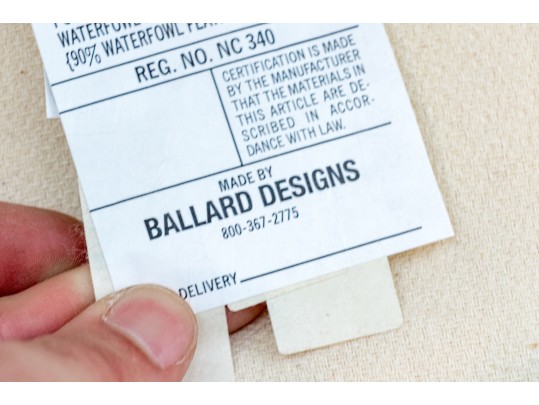 WATERFOWL
{90% WATERFOWL
REG. NO. NC 340
CERTIFICATION IS MADE
BY THE MANUFACTURER
THAT THE MATERIALS IN
THIS ARTICLE ARE DE-
SCRIBED IN ACCOR-
DANCE WITH LAW.
MADE BY
BALLARD DESIGNS
800-367-2775
DELIVERY